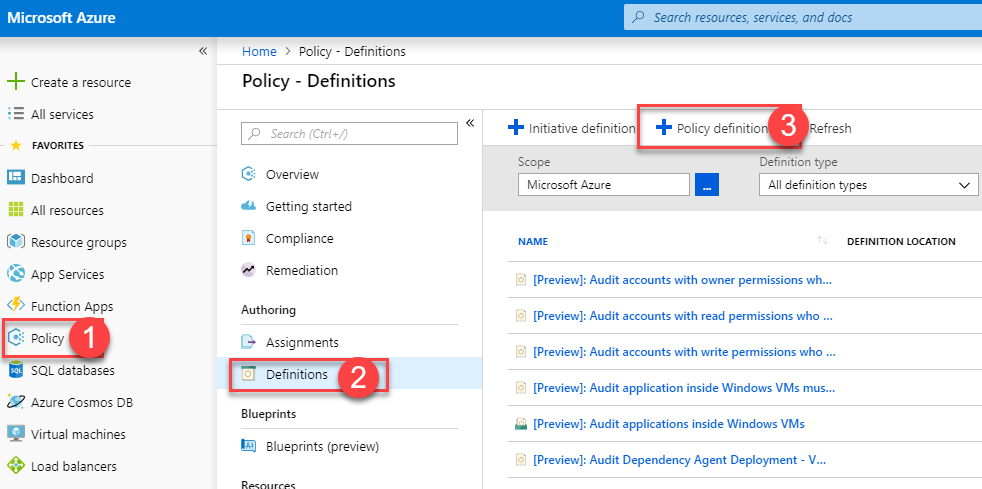 Microsoft Azure
Search resources, services, and docs
«
Home > Policy - Definitions
Policy - Definitions
Create a resource
All services
FAVORITES
Dashboard
All resources
Resource groups
App Services
Function Apps
Policy 1
SQL databases
Azure Cosmos DB
Virtual machines
Load balancers
Search (Ctrl+/)
«
Overview
Getting started
Compliance
Remediation
Authoring
Assignments
Definitions 2
Blueprints
Blueprints (preview)
Resources
+ Initiative definition + Policy definition 3 Refresh
Scope
Microsoft Azure ...
Definition type
All definition types
NAME ↑↓ DEFINITION LOCATION
[Preview]: Audit accounts with owner permissions wh...
[Preview]: Audit accounts with read permissions who ...
[Preview]: Audit accounts with write permissions who ...
[Preview]: Audit application inside Windows VMs mus...
[Preview]: Audit applications inside Windows VMs
[Preview]: Audit Dependency Agent Deployment - V...